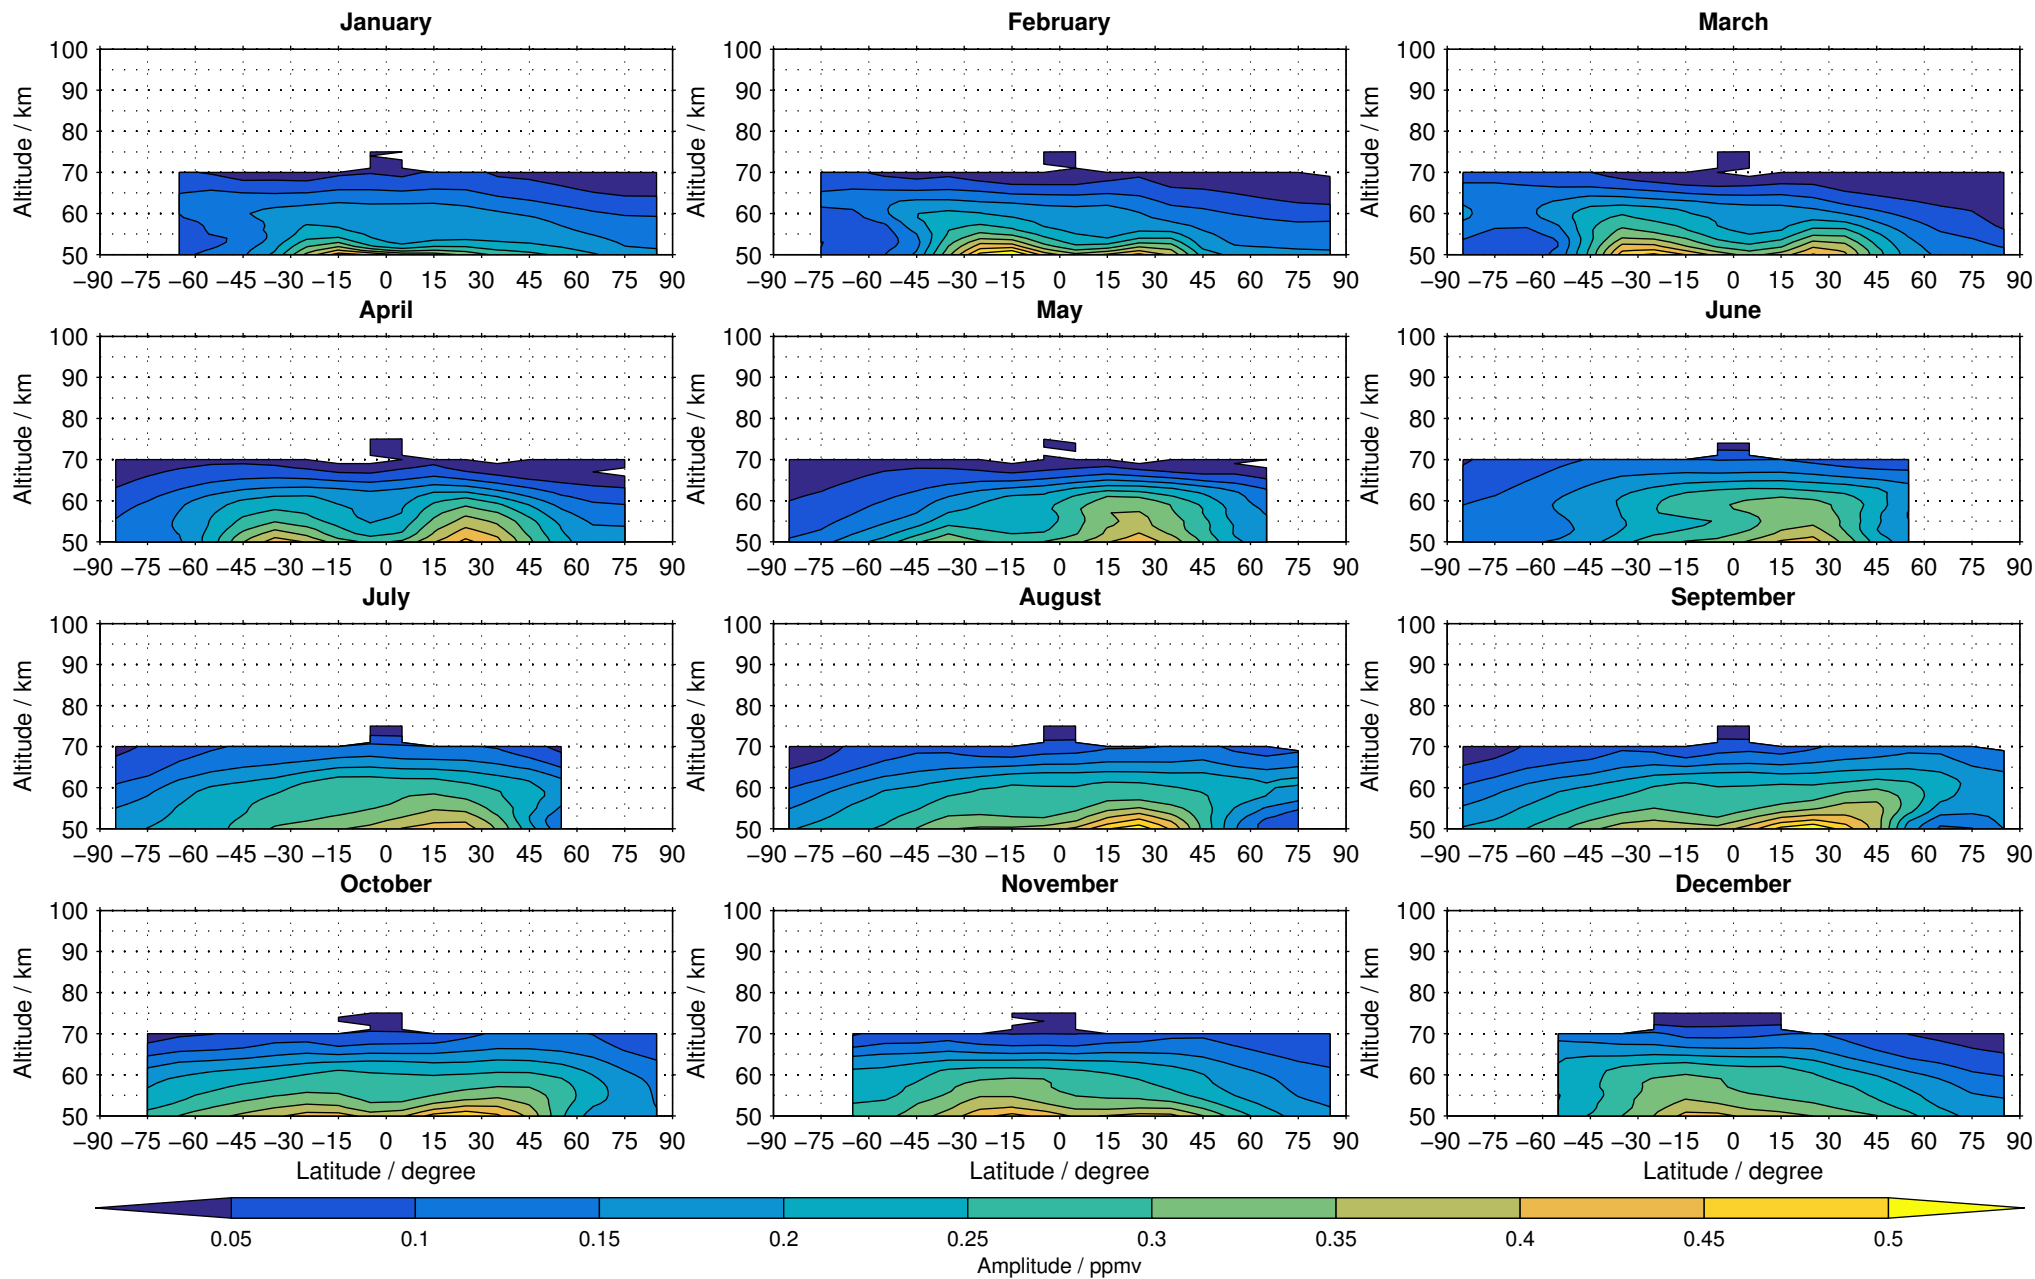 January February March
100 100 100
90 90 90
80 80 80
70 70 70
60 60 60
50 50 50
Altitude / km Altitude / km Altitude / km
−90 −75 −60 −45 −30 −15 0 15 30 45 60 75 90 −90 −75 −60 −45 −30 −15 0 15 30 45 60 75 90 −90 −75 −60 −45 −30 −15 0 15 30 45 60 75 90
April May June
100 100 100
90 90 90
80 80 80
70 70 70
60 60 60
50 50 50
Altitude / km Altitude / km Altitude / km
−90 −75 −60 −45 −30 −15 0 15 30 45 60 75 90 −90 −75 −60 −45 −30 −15 0 15 30 45 60 75 90 −90 −75 −60 −45 −30 −15 0 15 30 45 60 75 90
July August September
100 100 100
90 90 90
80 80 80
70 70 70
60 60 60
50 50 50
Altitude / km Altitude / km Altitude / km
−90 −75 −60 −45 −30 −15 0 15 30 45 60 75 90 −90 −75 −60 −45 −30 −15 0 15 30 45 60 75 90 −90 −75 −60 −45 −30 −15 0 15 30 45 60 75 90
October November December
100 100 100
90 90 90
80 80 80
70 70 70
60 60 60
50 50 50
Altitude / km Altitude / km Altitude / km
−90 −75 −60 −45 −30 −15 0 15 30 45 60 75 90 −90 −75 −60 −45 −30 −15 0 15 30 45 60 75 90 −90 −75 −60 −45 −30 −15 0 15 30 45 60 75 90
Latitude / degree Latitude / degree Latitude / degree
0.05 0.1 0.15 0.2 0.25 0.3 0.35 0.4 0.45 0.5
Amplitude / ppmv